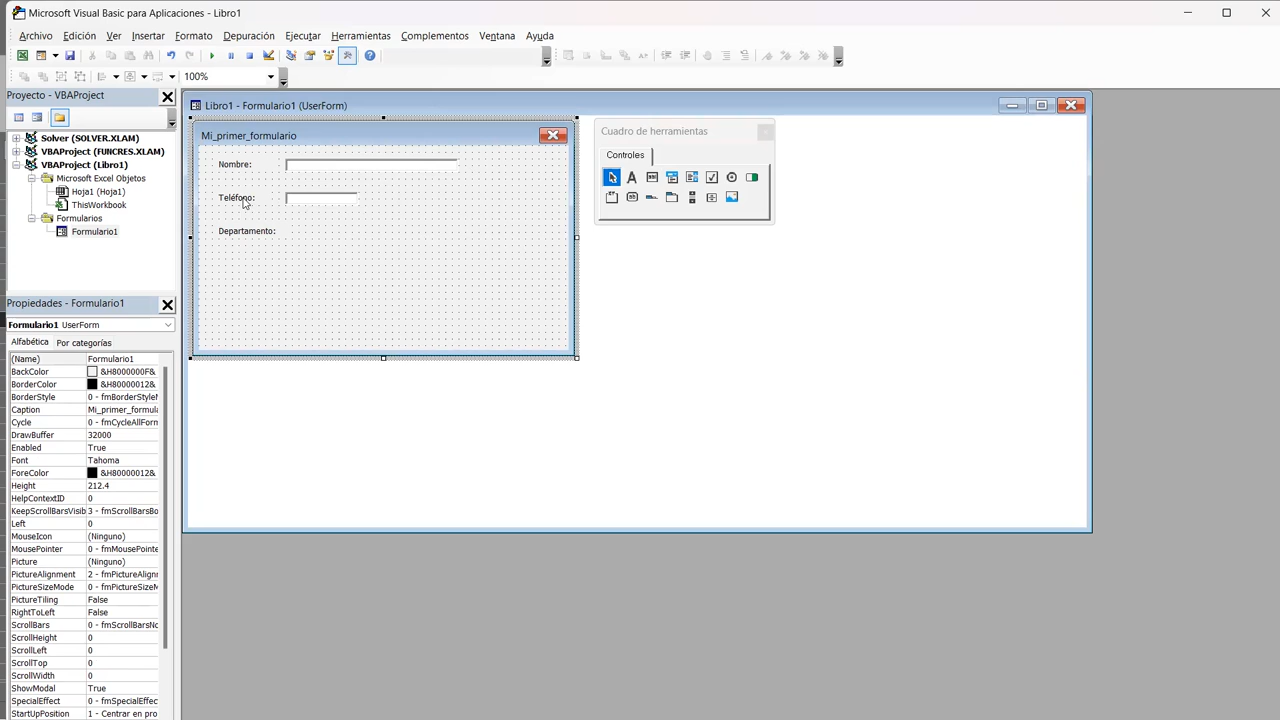 Microsoft Visual Basic para Aplicaciones - Libro1
Archivo Edición Ver Insertar Formato Depuración Ejecutar Herramientas Complementos Ventana Ayuda
100%
Proyecto - VBAProject
Solver (SOLVER.XLAM)
VBAProject (FUNCRES.XLAM)
VBAProject (Libro1)
Microsoft Excel Objetos
Hoja1 (Hoja1)
ThisWorkbook
Formularios
Formulario1
Propiedades - Formulario1
Formulario1 UserForm
Alfabética Por categorías
(Name) Formulario1
BackColor &H8000000F&
BorderColor &H80000012&
BorderStyle 0 - fmBorderStyle
Caption Mi_primer_formula
Cycle 0 - fmCycleAllForm
DrawBuffer 32000
Enabled True
Font Tahoma
ForeColor &H80000012&
Height 212.4
HelpContextID 0
KeepScrollBarsVisib 3 - fmScrollBarsBo
Left 0
MouseIcon (Ninguno)
MousePointer 0 - fmMousePointe
Picture (Ninguno)
PictureAlignment 2 - fmPictureAlign
PictureSizeMode 0 - fmPictureSizeM
PictureTiling False
RightToLeft False
ScrollBars 0 - fmScrollBarsNo
ScrollHeight 0
ScrollLeft 0
ScrollTop 0
ScrollWidth 0
ShowModal True
SpecialEffect 0 - fmSpecialEffec
StartUpPosition 1 - Centrar en pro
Libro1 - Formulario1 (UserForm)
Mi_primer_formulario
Nombre:
Teléfono:
Departamento:
Cuadro de herramientas
Controles